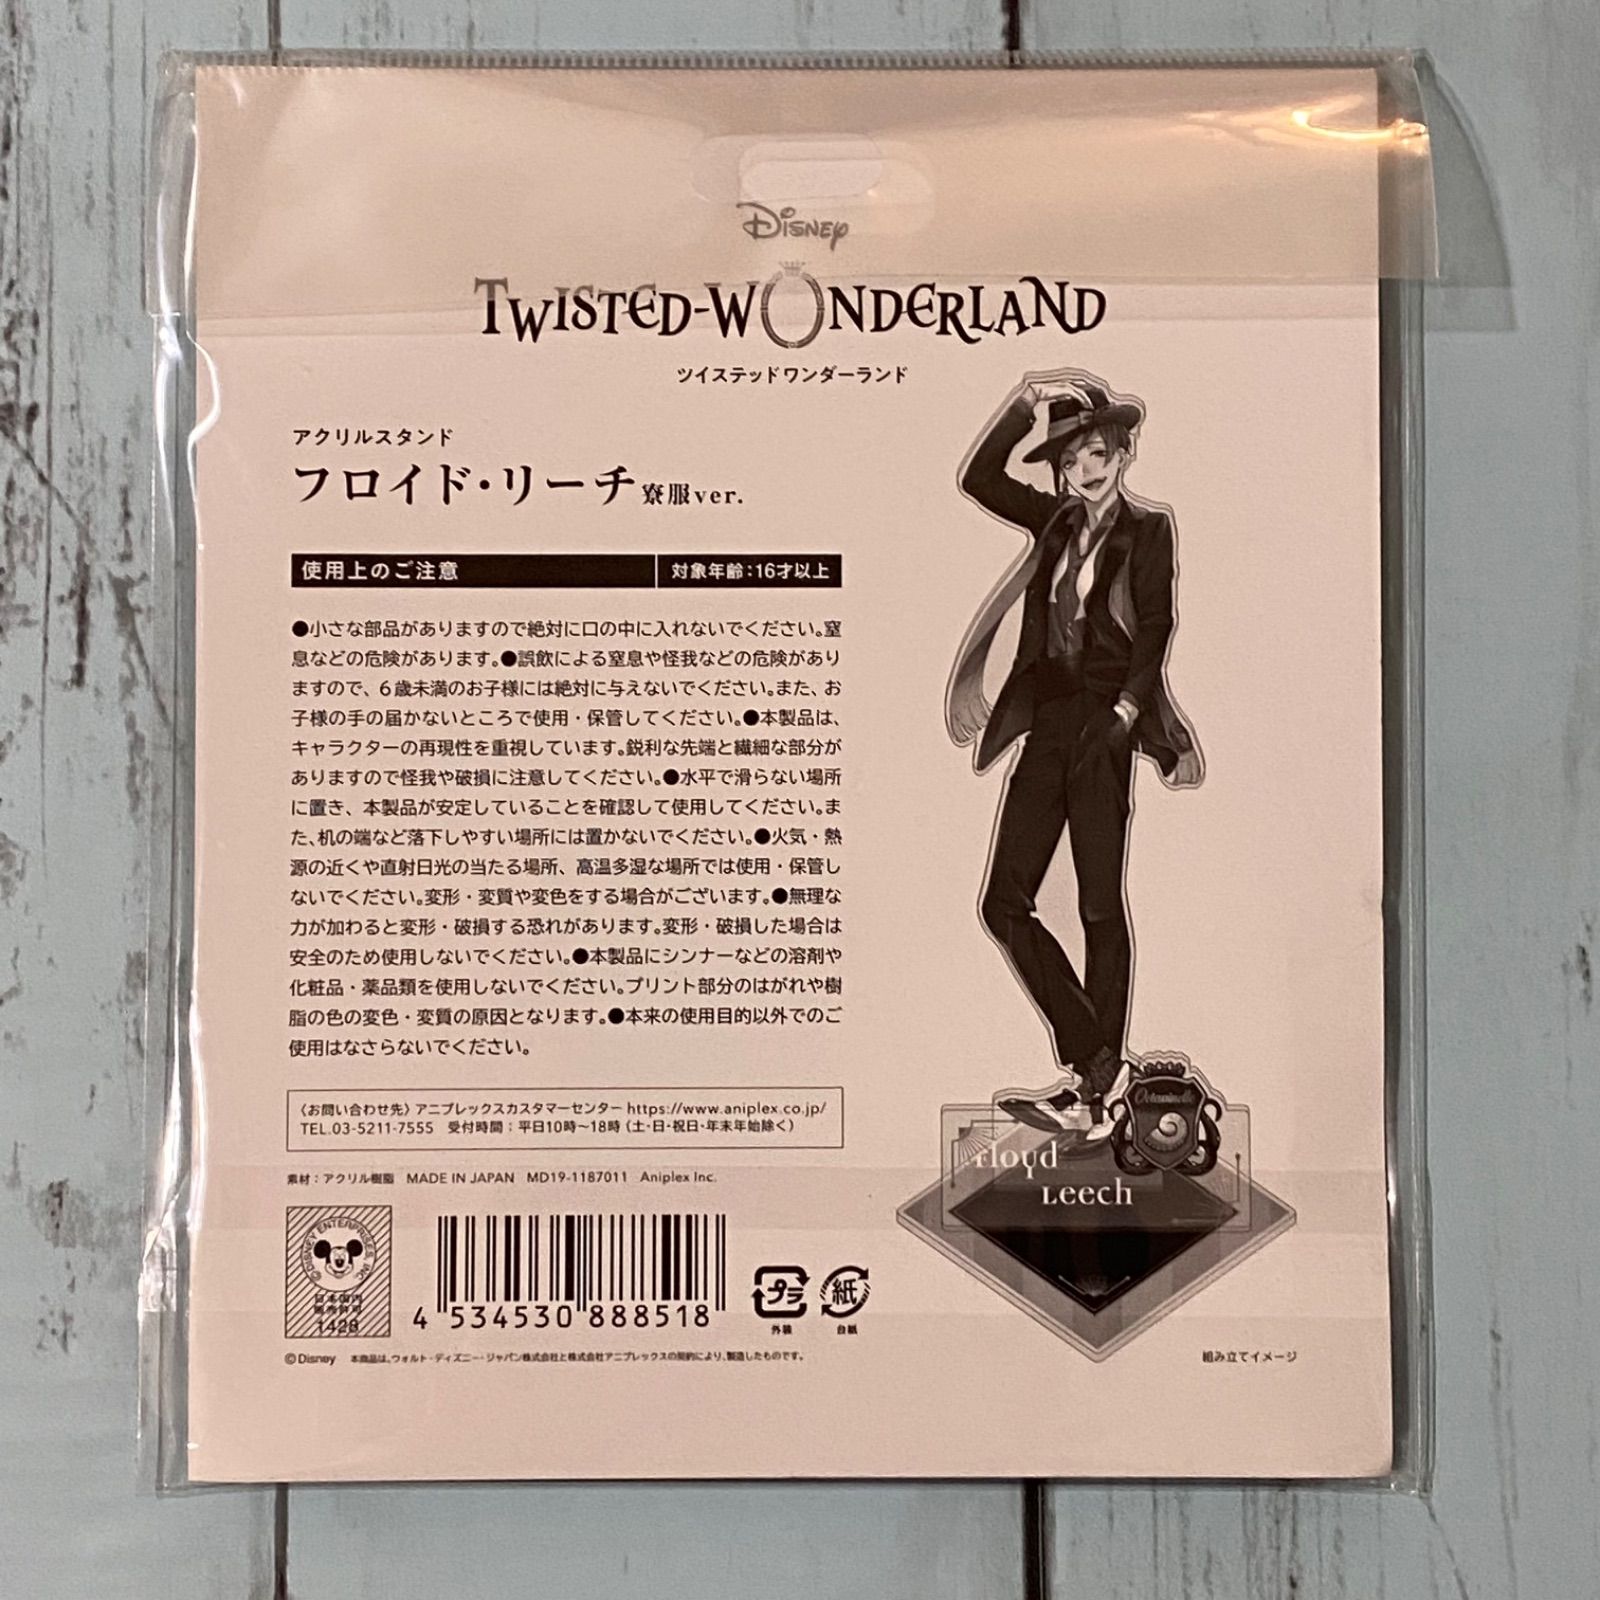 Disney
TWISTED-WONDERLAND
ツイステッドワンダーランド
アクリルスタンド
フロイド・リーチ 寮服ver.
使用上のご注意 対象年齢:16才以上
●小さな部品がありますので絶対に口の中に入れないでください。窒
息などの危険があります。●誤飲による窒息や怪我などの危険があり
ますので、6歳未満のお子様には絶対に与えないでください。また、お
子様の手の届かないところで使用・保管してください。●本製品は、
キャラクターの再現性を重視しています。鋭利な先端と繊細な部分が
ありますので怪我や破損に注意してください。●水平で滑らない場所
に置き、本製品が安定していることを確認して使用してください。ま
た、机の端など落下しやすい場所には置かないでください。●火気・熱
源の近くや直射日光の当たる場所、高温多湿な場所では使用・保管し
ないでください。変形・変質や変色をする場合がございます。●無理な
力が加わると変形・破損する恐れがあります。変形・破損した場合は
安全のため使用しないでください。●本製品にシンナーなどの溶剤や
化粧品・薬品類を使用しないでください。プリント部分のはがれや樹
脂の色の変色・変質の原因となります。●本来の使用目的以外でのご
使用はなさらないでください。
〈お問い合わせ先〉アニプレックスカスタマーセンター https://www.aniplex.co.jp/
TEL.03-5211-7555 受付時間:平日10時〜18時(土・日・祝日・年末年始除く)
素材:アクリル樹脂 MADE IN JAPAN MD19-1187011 Aniplex Inc.
©DISNEY ENTERPRISES, INC.
日本国内
販売許可
1428
4 534530 888518
プラ
外装
紙
台紙
©Disney 本商品は、ウォルト・ディズニー・ジャパン株式会社と株式会社アニプレックスの契約により、製造したものです。
Octavinelle
Floyd
Leech
組み立てイメージ